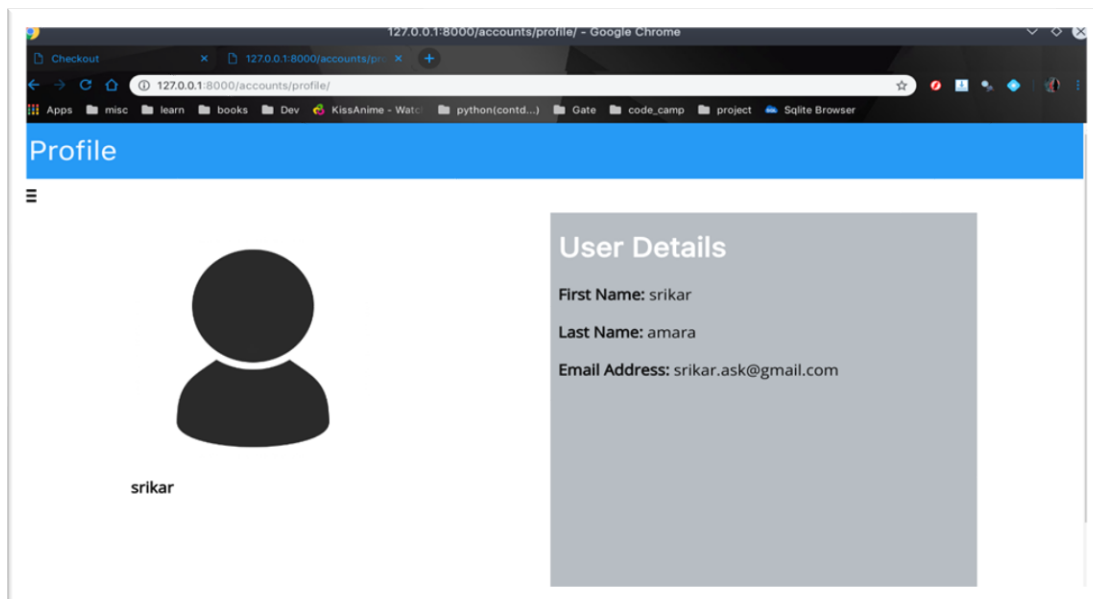 127.0.0.1:8000/accounts/profile/ - Google Chrome
Checkout 127.0.0.1:8000/accounts/pr
127.0.0.1:8000/accounts/profile/
Apps misc learn books Dev KissAnime - Watc python(contd...) Gate code_camp project Sqlite Browser
Profile
User Details
First Name: srikar
Last Name: amara
Email Address: srikar.ask@gmail.com
srikar